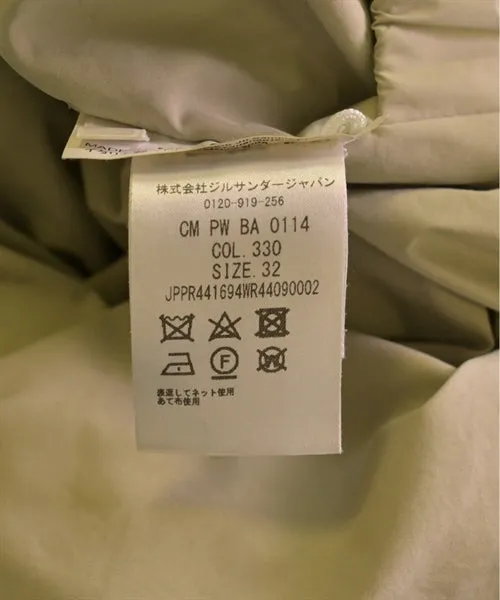 MADE
株式会社ジルサンダージャパン
0120-919-256
CM PW BA 0114
COL. 330
SIZE. 32
JPPR441694WR44090002
F
W
裏返してネット使用
あて布使用